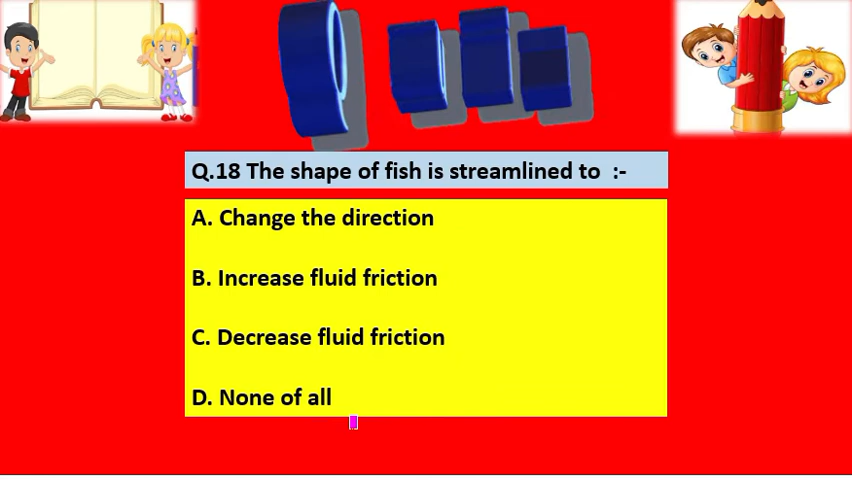 Q.18 The shape of fish is streamlined to :-
A. Change the direction
B. Increase fluid friction
C. Decrease fluid friction
D. None of all